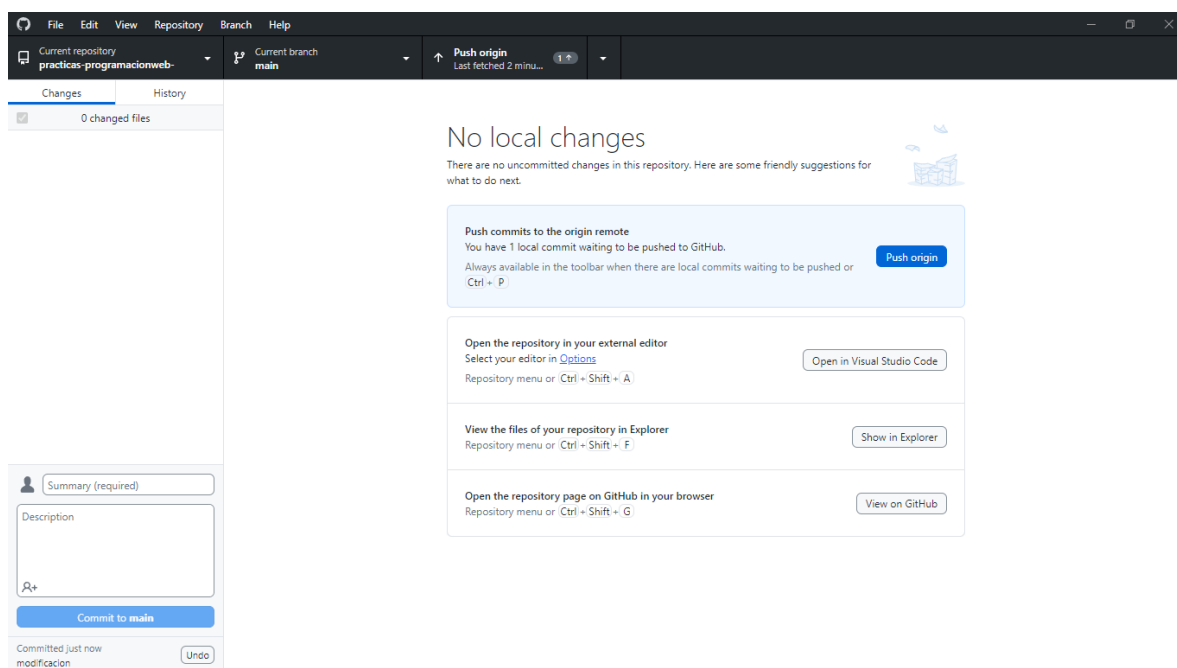 File Edit View Repository Branch Help
Current repository
practicas-programacionweb-
Current branch
main
Push origin
Last fetched 2 minu...
1
Changes History
0 changed files
No local changes
There are no uncommitted changes in this repository. Here are some friendly suggestions for
what to do next.
Push commits to the origin remote
You have 1 local commit waiting to be pushed to GitHub.
Always available in the toolbar when there are local commits waiting to be pushed or
Ctrl + P
Push origin
Open the repository in your external editor
Select your editor in Options
Repository menu or Ctrl + Shift + A
Open in Visual Studio Code
View the files of your repository in Explorer
Repository menu or Ctrl + Shift + F
Show in Explorer
Open the repository page on GitHub in your browser
Repository menu or Ctrl + Shift + G
View on GitHub
Summary (required)
Description
Commit to main
Committed just now
modificacion
Undo